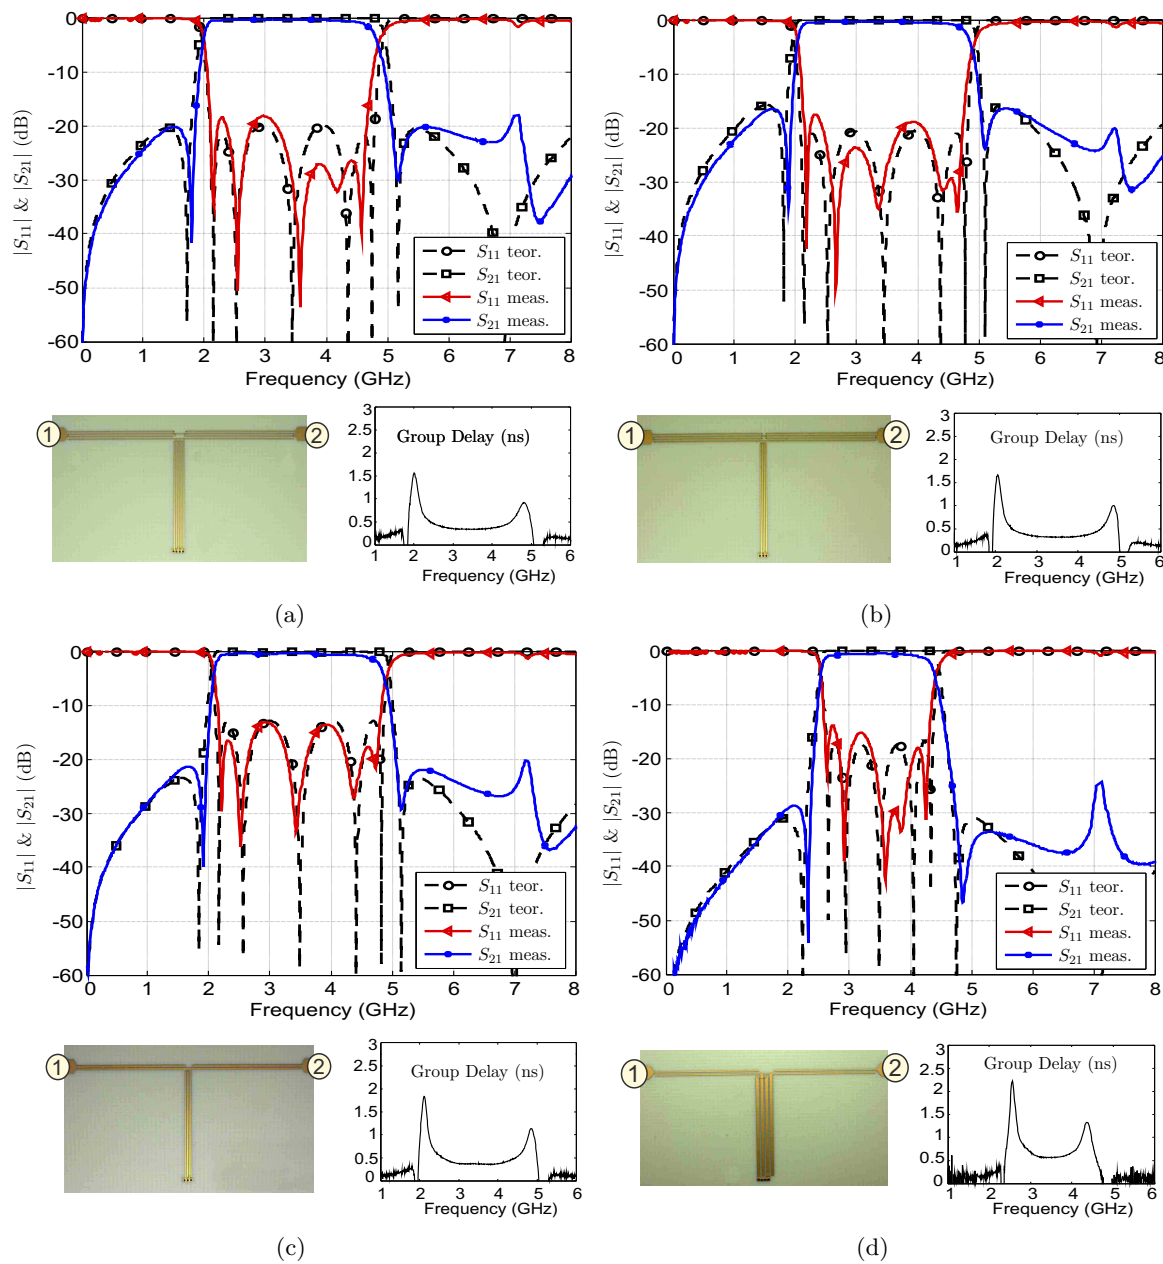 0
-10
-20
-30
-40
-50
-60
|S11| & |S21| (dB)
S11 teor.
S21 teor.
S11 meas.
S21 meas.
0 1 2 3 4 5 6 7 8
Frequency (GHz)
0
-10
-20
-30
-40
-50
-60
|S11| & |S21| (dB)
S11 teor.
S21 teor.
S11 meas.
S21 meas.
0 1 2 3 4 5 6 7 8
Frequency (GHz)
1 2
3
2.5
2
1.5
1
0.5
0
Group Delay (ns)
1 2 3 4 5 6
Frequency (GHz)
1 2
3
2.5
2
1.5
1
0.5
0
Group Delay (ns)
1 2 3 4 5 6
Frequency (GHz)
(a)
(b)
0
-10
-20
-30
-40
-50
-60
|S11| & |S21| (dB)
S11 teor.
S21 teor.
S11 meas.
S21 meas.
0 1 2 3 4 5 6 7 8
Frequency (GHz)
0
-10
-20
-30
-40
-50
-60
|S11| & |S21| (dB)
S11 teor.
S21 teor.
S11 meas.
S21 meas.
0 1 2 3 4 5 6 7 8
Frequency (GHz)
1 2
3
2.5
2
1.5
1
0.5
0
Group Delay (ns)
1 2 3 4 5 6
Frequency (GHz)
1 2
3
2.5
2
1.5
1
0.5
0
Group Delay (ns)
1 2 3 4 5 6
Frequency (GHz)
(c)
(d)